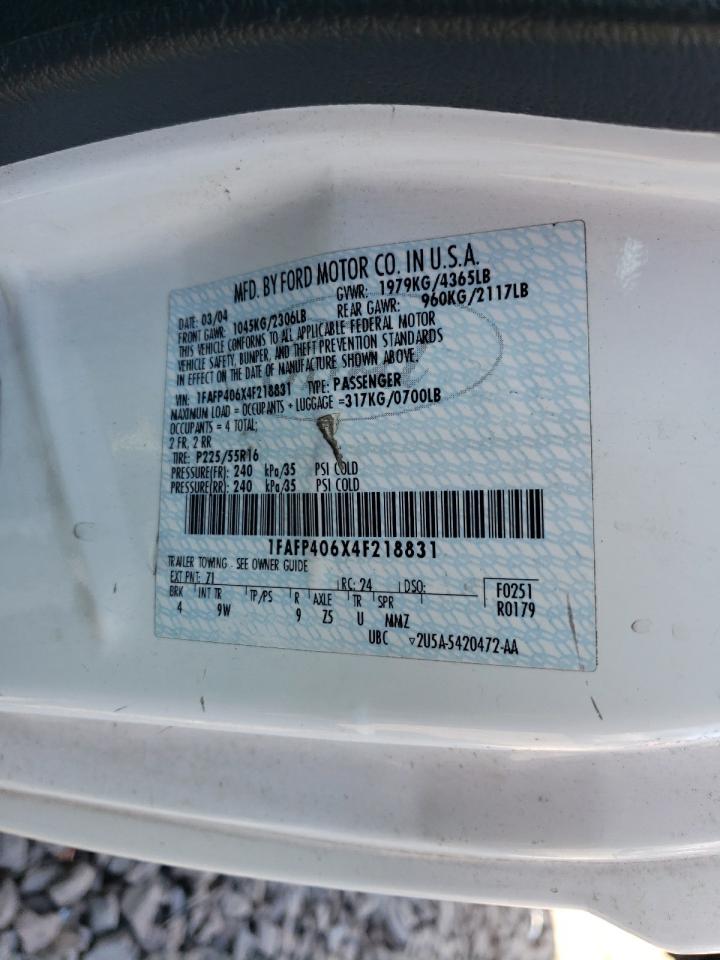 MFD. BY FORD MOTOR CO. IN U.S.A.
DATE: 03/04 GVWR: 1979KG/4365LB
FRONT GAWR: 1045KG/2306LB REAR GAWR: 960KG/2117LB
THIS VEHICLE CONFORMS TO ALL APPLICABLE FEDERAL MOTOR
VEHICLE SAFETY, BUMPER, AND THEFT PREVENTION STANDARDS
IN EFFECT ON THE DATE OF MANUFACTURE SHOWN ABOVE.
VIN: 1FAFP406X4F218831 TYPE: PASSENGER
MAXIMUM LOAD = OCCUPANTS + LUGGAGE =317KG/0700LB
OCCUPANTS = 4 TOTAL;
2 FR, 2 RR
TIRE: P225/55R16
PRESSURE(FR): 240 kPa/35 PSI COLD
PRESSURE(RR): 240 kPa/35 PSI COLD
1FAFP406X4F218831
TRAILER TOWING - SEE OWNER GUIDE
EXT PNT: 71 RC: 24 DSO: F0251
BRK INT TR TP/PS R AXLE TR SPR R0179
4 9W 9 Z5 U MMZ
UBC ▽2U5A-5420472-AA